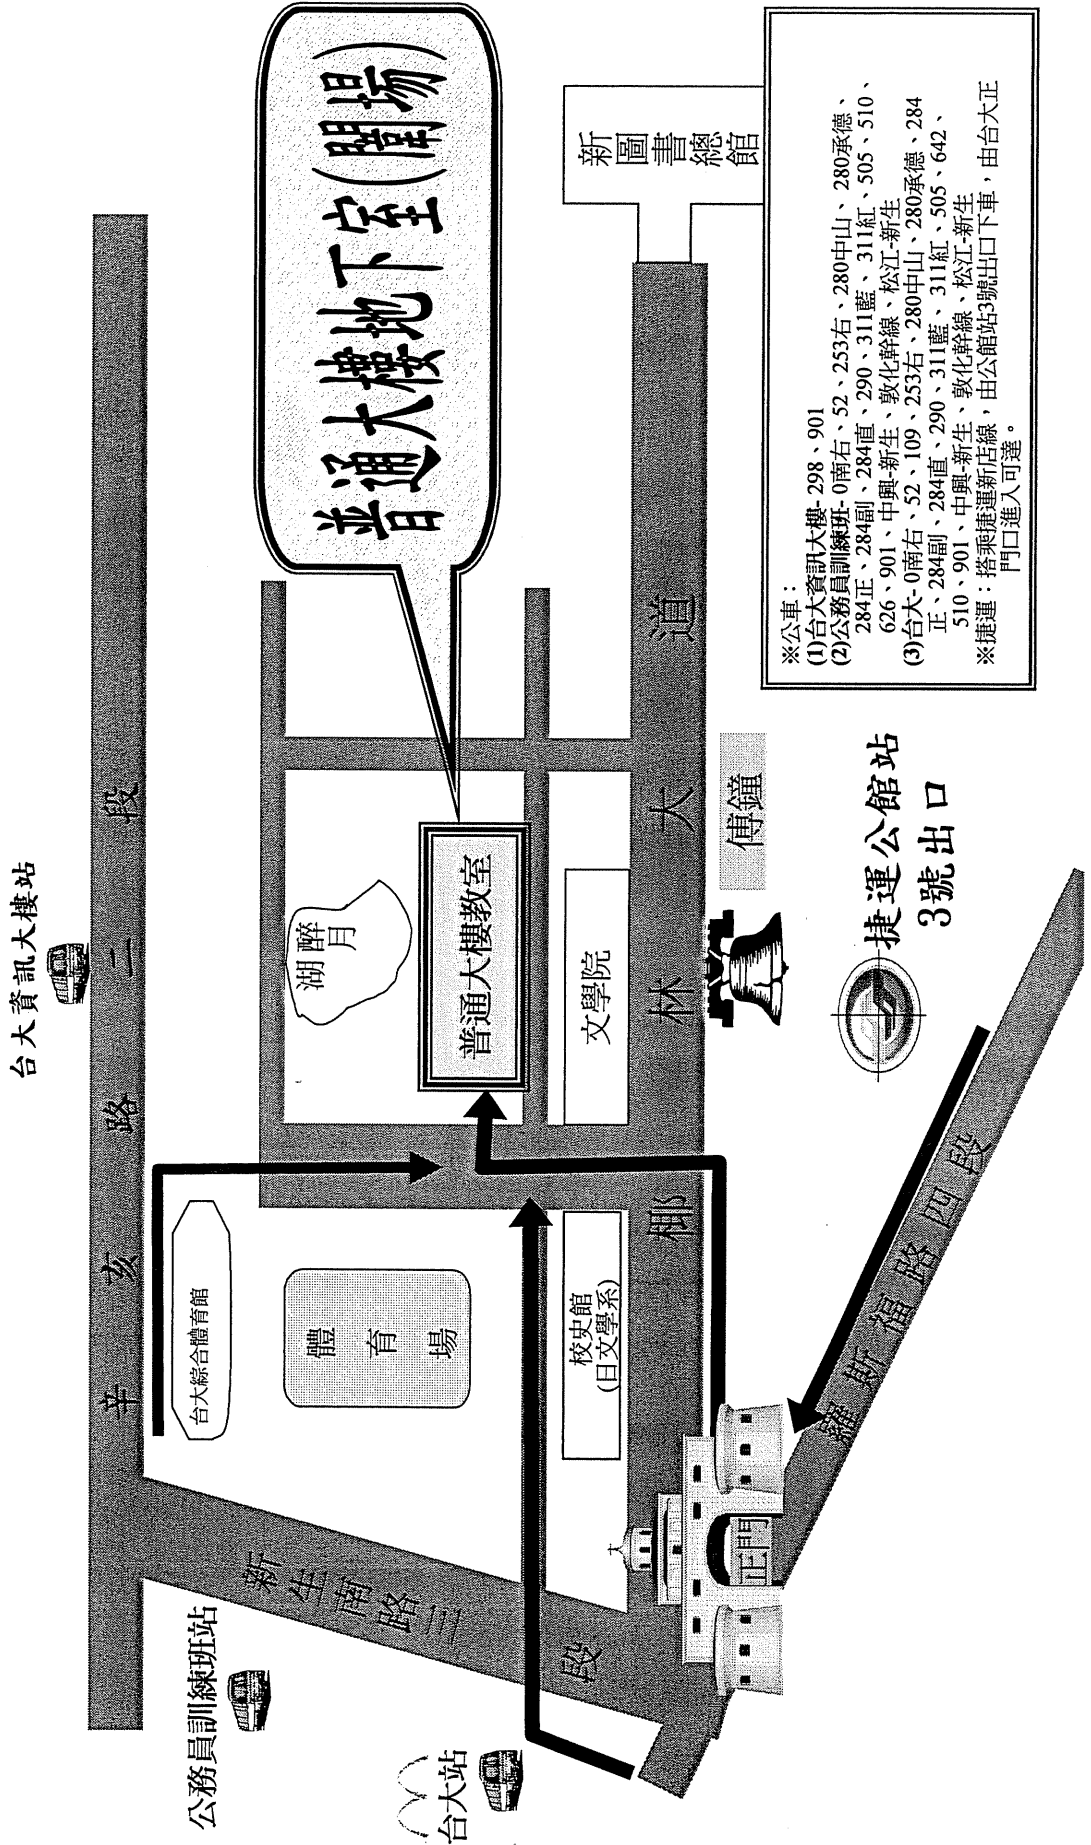 台大資訊大樓站
辛亥路二段
普通大樓地下室(闈場)
台大綜合體育館
體育場
湖醉
月
普通大樓教室
新生南路三段
公務員訓練班站
台大站
校史館
(日文學系)
文學院
椰林大道
新圖書總館
傅鐘
正門
羅斯福路四段
捷運公館站
3號出口
※公車：
(1)台大資訊大樓- 298、901
(2)公務員訓練班- 0南右、52、253右、280中山、280承德、
284正、284副、284直、290、311藍、311紅、505、510、
626、901、中興-新生、敦化幹線、松江-新生
(3)台大- 0南右、52、109、253右、280中山、280承德、284
正、284副、284直、290、311藍、311紅、505、642、
510、901、中興-新生、敦化幹線、松江-新生
※捷運：搭乘捷運新店線，由公館站3號出口下車，由台大正
門口進入可達。